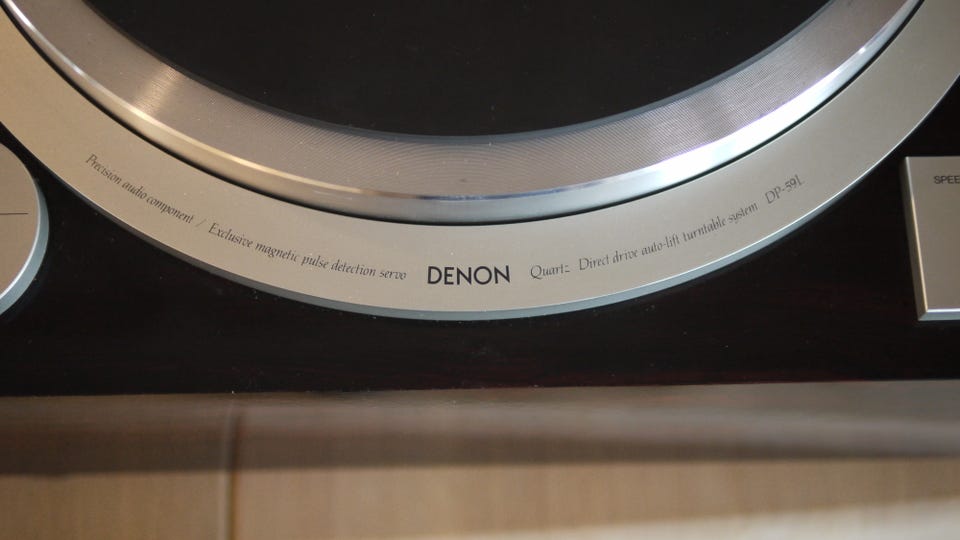 Precision audio component / Exclusive magnetic pulse detection servo DENON Quartz Direct drive auto-lift turntable system DP-59L